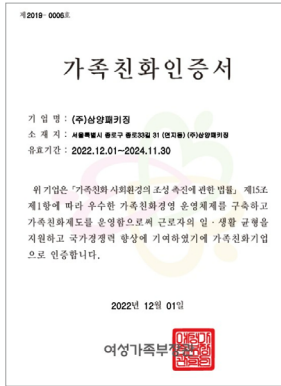 제2019- 0006호
가족친화인증서
기 업 명 : (주)삼양패키징
소 재 지 : 서울특별시 종로구 종로33길 31 (연지동) (주)삼양패키징
유효기간 : 2022.12.01~2024.11.30
위 기업은 「가족친화 사회환경의 조성 촉진에 관한 법률」 제15조
제1항에 따라 우수한 가족친화경영 운영체제를 구축하고
가족친화제도를 운영함으로써 근로자의 일 · 생활 균형을
지원하고 국가경쟁력 향상에 기여하였기에 가족친화기업
으로 인증합니다.
2022년 12월 01일
여성가족부장관